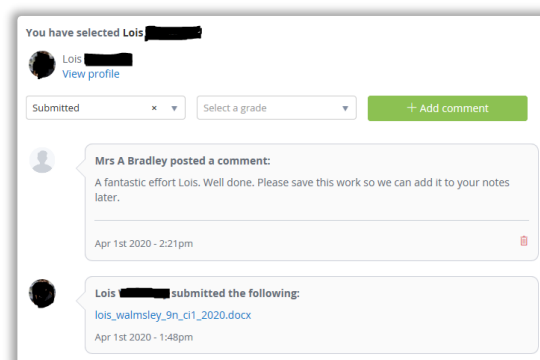 You have selected Lois
Lois
View profile
Submitted × ▼ Select a grade ▼ + Add comment
Mrs A Bradley posted a comment:
A fantastic effort Lois. Well done. Please save this work so we can add it to your notes
later.
Apr 1st 2020 - 2:21pm
Lois submitted the following:
lois_walmsley_9n_ci1_2020.docx
Apr 1st 2020 - 1:48pm